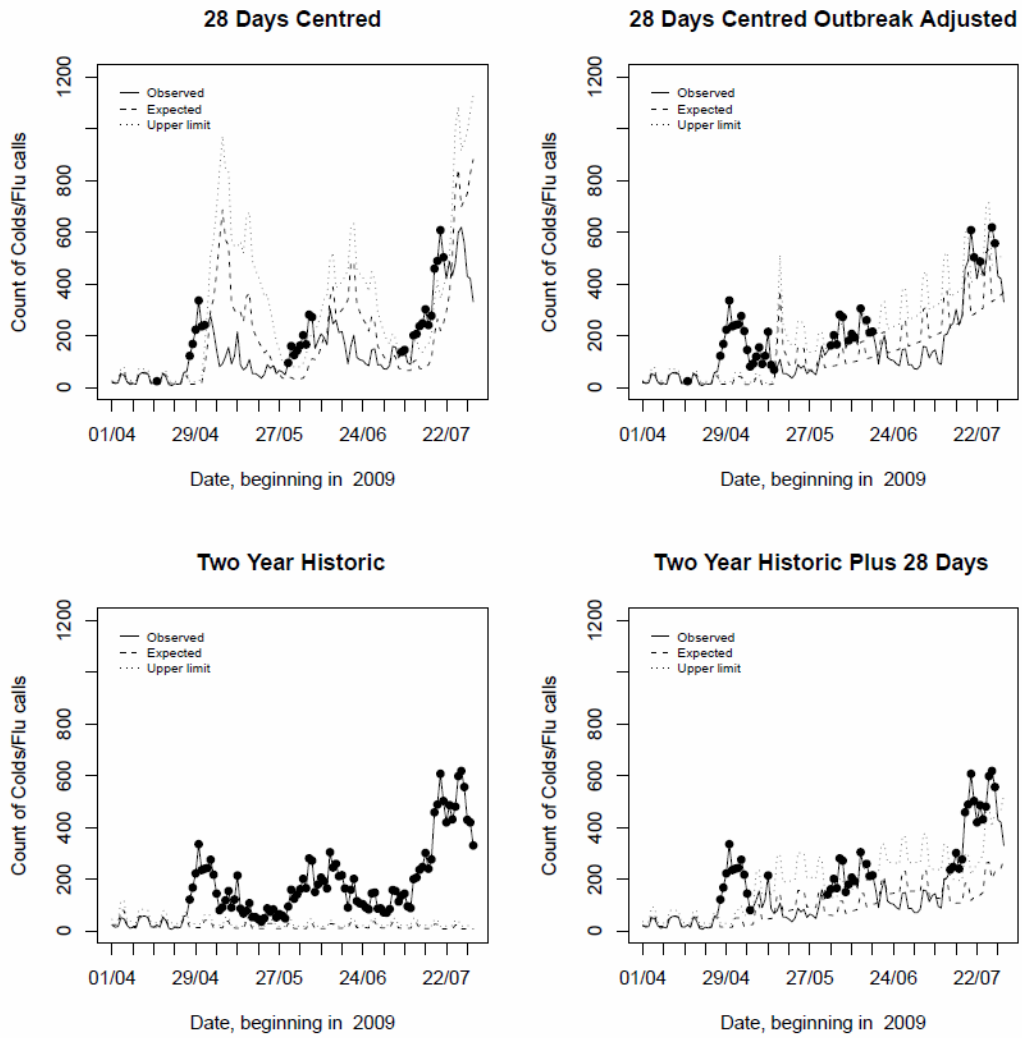 28 Days Centred
Count of Colds/Flu calls
1200
800
600
400
200
0
Observed
Expected
Upper limit
01/04 29/04 27/05 24/06 22/07
Date, beginning in 2009
28 Days Centred Outbreak Adjusted
Count of Colds/Flu calls
1200
800
600
400
200
0
Observed
Expected
Upper limit
01/04 29/04 27/05 24/06 22/07
Date, beginning in 2009
Two Year Historic
Count of Colds/Flu calls
1200
800
600
400
200
0
Observed
Expected
Upper limit
01/04 29/04 27/05 24/06 22/07
Date, beginning in 2009
Two Year Historic Plus 28 Days
Count of Colds/Flu calls
1200
800
600
400
200
0
Observed
Expected
Upper limit
01/04 29/04 27/05 24/06 22/07
Date, beginning in 2009